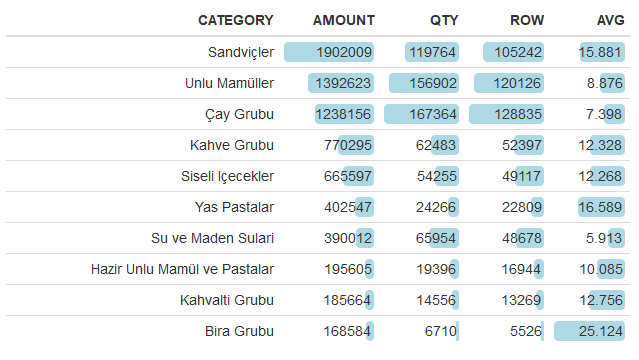 CATEGORY AMOUNT QTY ROW AVG
Sandviçler 1902009 119764 105242 15.881
Unlu Mamüller 1392623 156902 120126 8.876
Çay Grubu 1238156 167364 128835 7.398
Kahve Grubu 770295 62483 52397 12.328
Siseli Içecekler 665597 54255 49117 12.268
Yas Pastalar 402547 24266 22809 16.589
Su ve Maden Sulari 390012 65954 48678 5.913
Hazir Unlu Mamül ve Pastalar 195605 19396 16944 10.085
Kahvalti Grubu 185664 14556 13269 12.756
Bira Grubu 168584 6710 5526 25.124